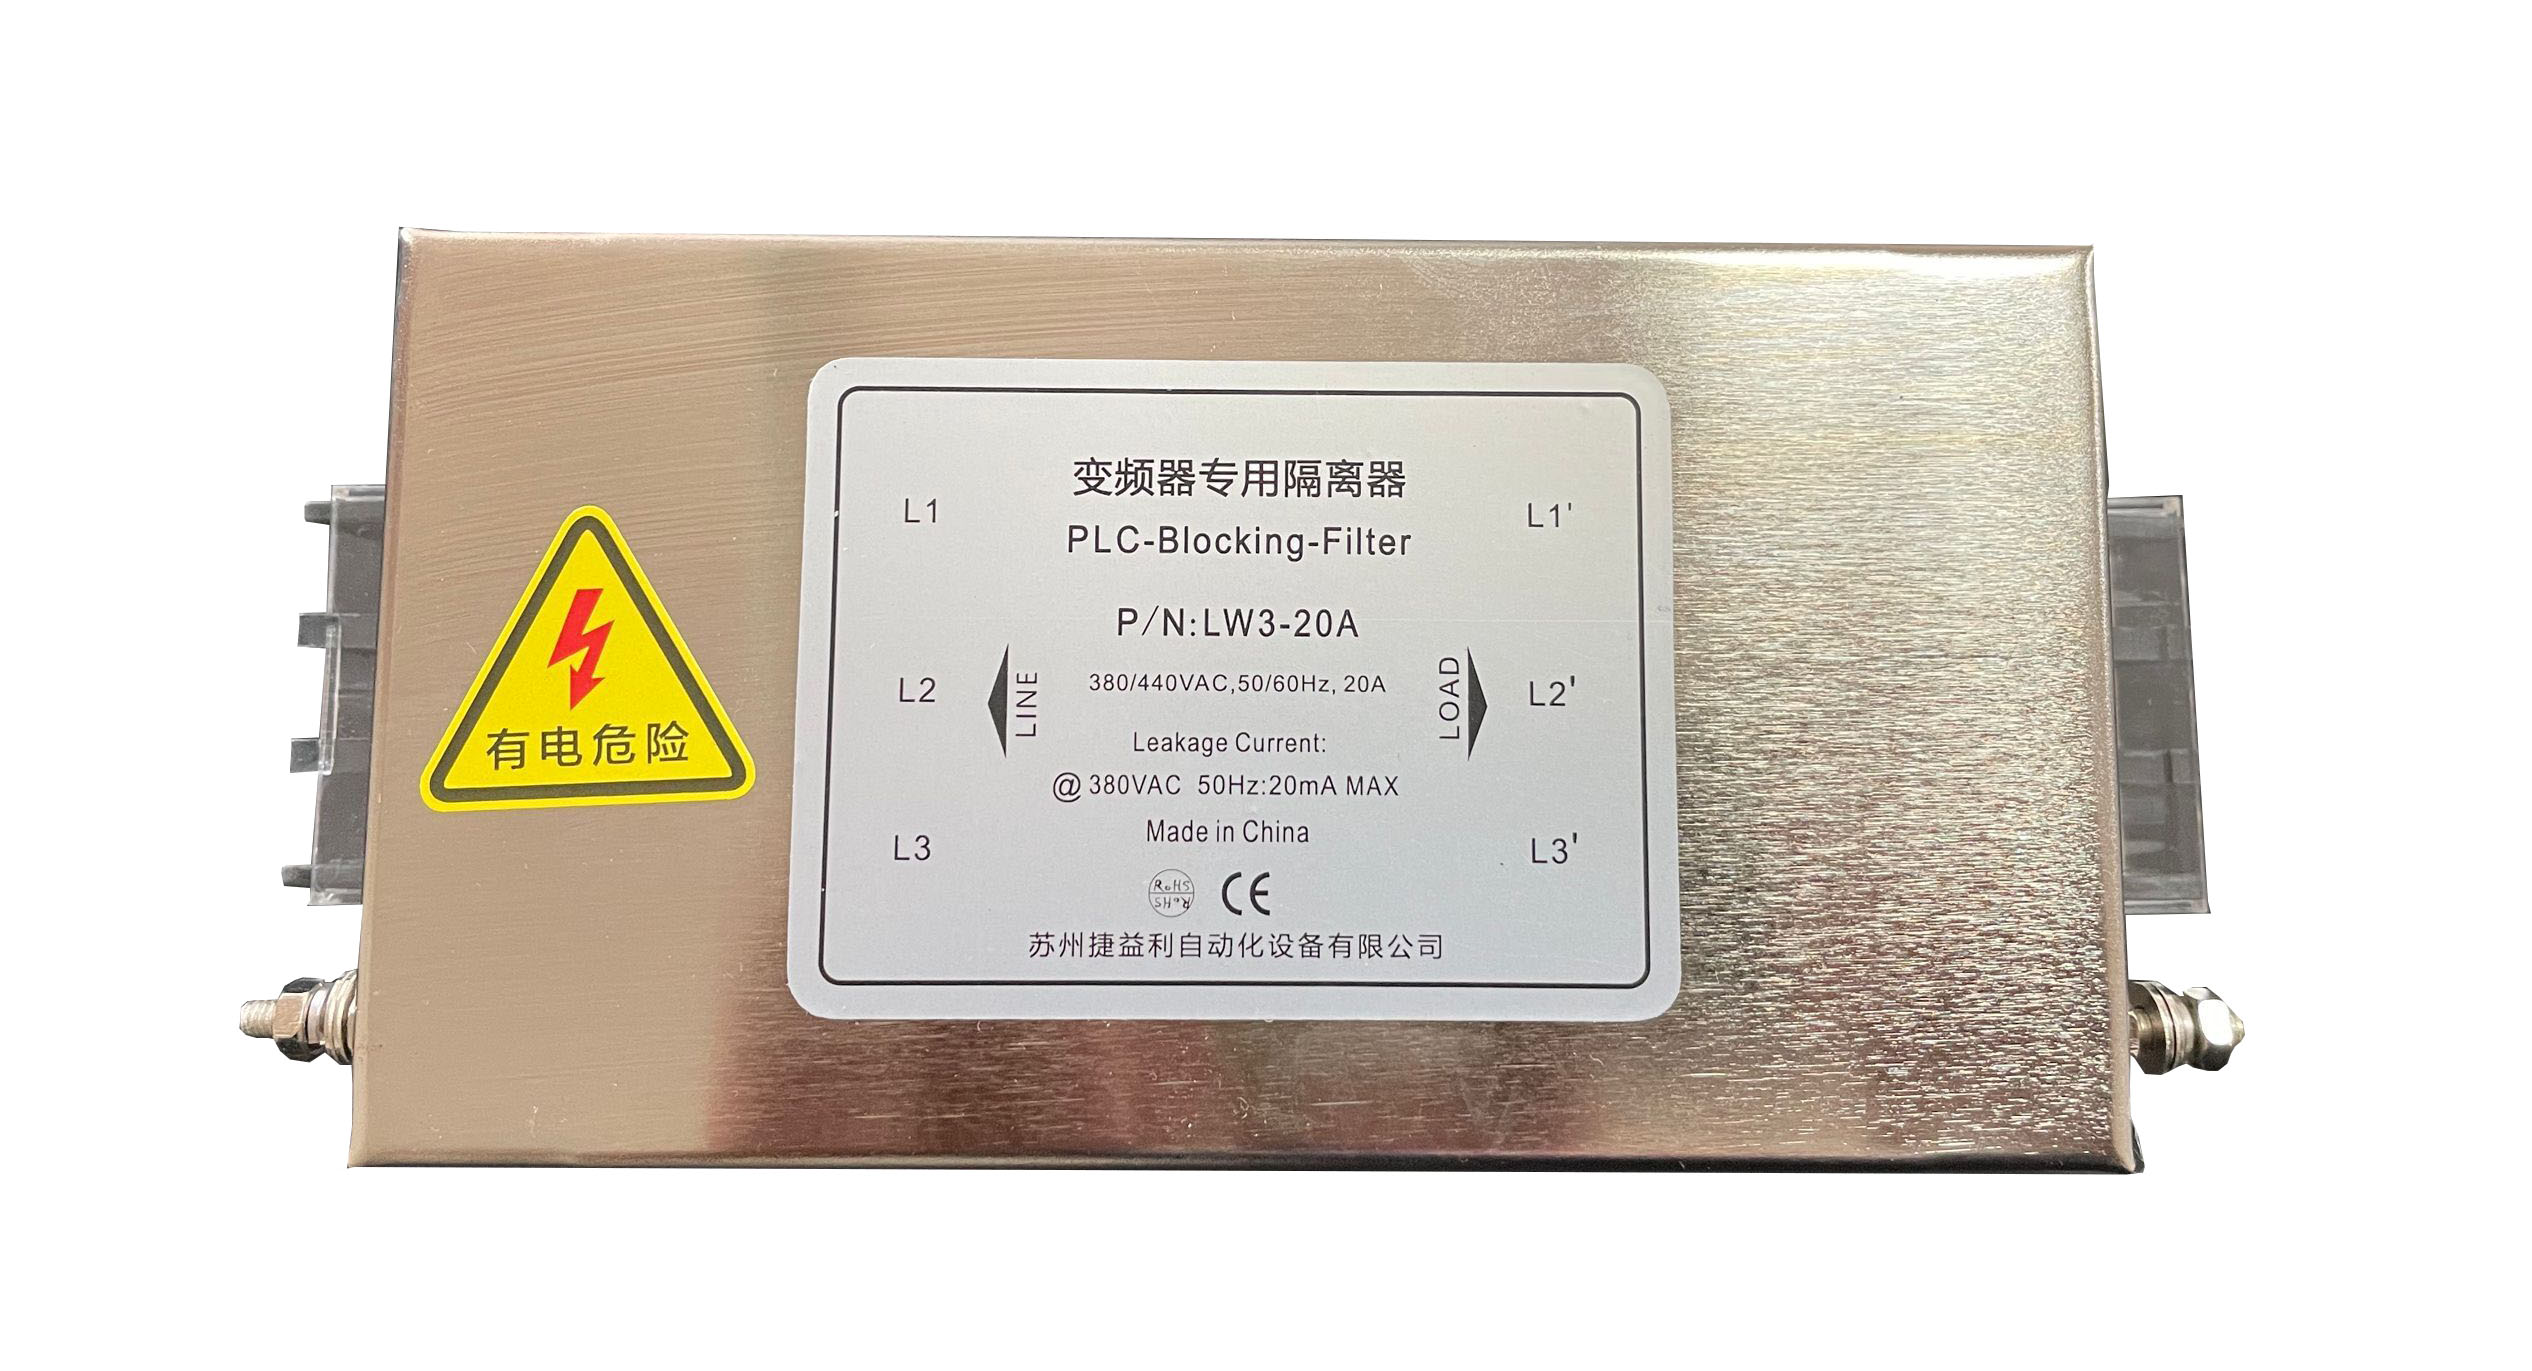 变频器专用隔离器
L1 L1'
PLC-Blocking-Filter
P/N:LW3-20A
L2 LINE 380/440VAC,50/60Hz, 20A LOAD L2'
Leakage Current:
@380VAC 50Hz:20mA MAX
Made in China
L3 L3'
RoHS
RoHS
CE
苏州捷益利自动化设备有限公司
有电危险